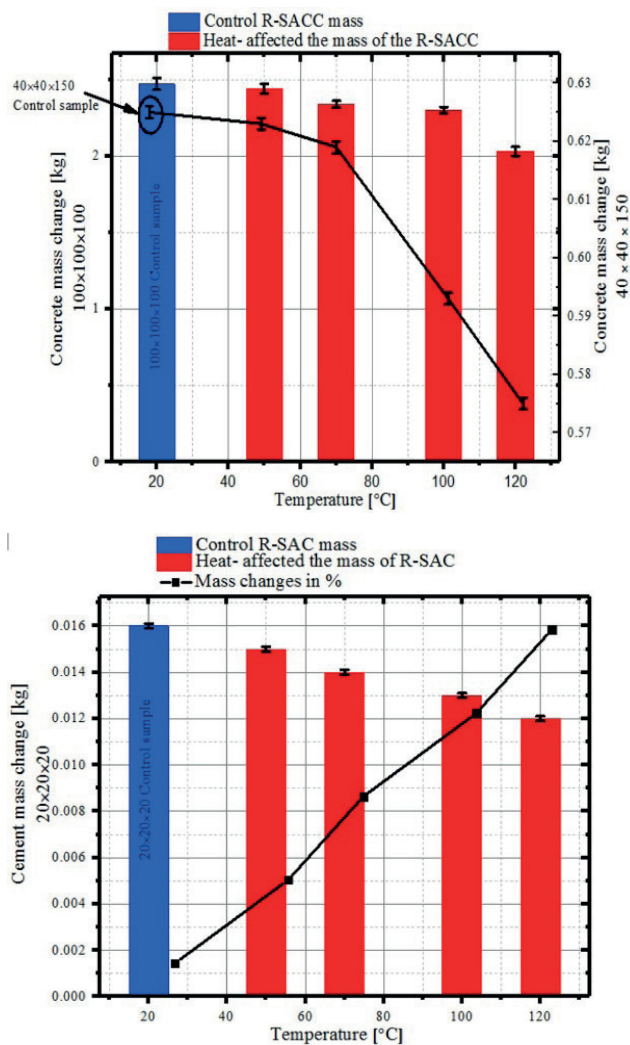 Control R-SACC mass
Heat- affected the mass of the R-SACC
40×40×150
Control sample
100×100×100 Control sample
Concrete mass change [kg]
100×100×100
0
1
2
0.57
0.58
0.59
0.60
0.61
0.62
0.63
Concrete mass change [kg]
40 × 40 × 150
20 40 60 80 100 120
Temperature [°C]
Control R-SAC mass
Heat- affected the mass of R-SAC
Mass changes in %
20×20×20 Control sample
Cement mass change [kg]
20×20×20
0.016
0.014
0.012
0.010
0.008
0.006
0.004
0.002
0.000
20 40 60 80 100 120
Temperature [°C]